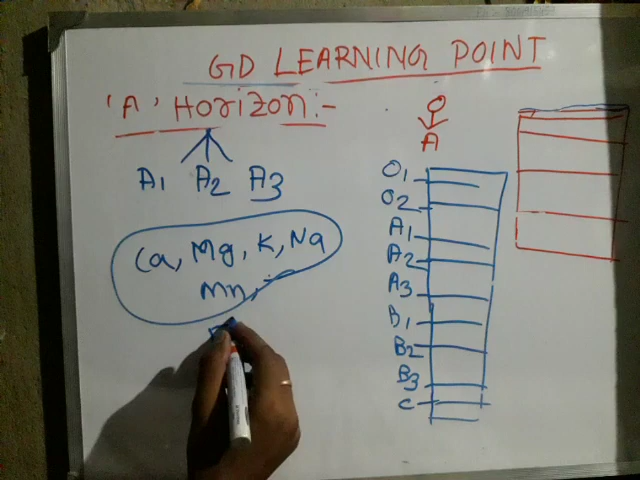 GD LEARNING POINT
'A' Horizon:-
A1 A2 A3
Ca, Mg, K, Na
Mn,
O
A
O1
O2
A1
A2
A3
B1
B2
B3
C